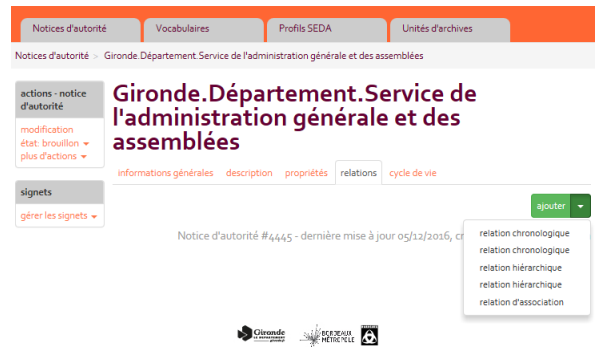 Notices d'autorité
Vocabulaires
Profils SEDA
Unités d'archives
Notices d'autorité > Gironde.Département.Service de l'administration générale et des assemblées
actions - notice
d'autorité
modification
état: brouillon
plus d'actions
signets
gérer les signets
Gironde.Département.Service de
l'administration générale et des
assemblées
informations générales
description
propriétés
relations
cycle de vie
ajouter
relation chronologique
relation chronologique
relation hiérarchique
relation hiérarchique
relation d'association
Notice d'autorité #4445 - dernière mise à jour 05/12/2016, cr
Gironde
BORDEAUX
MÉTROPOLE